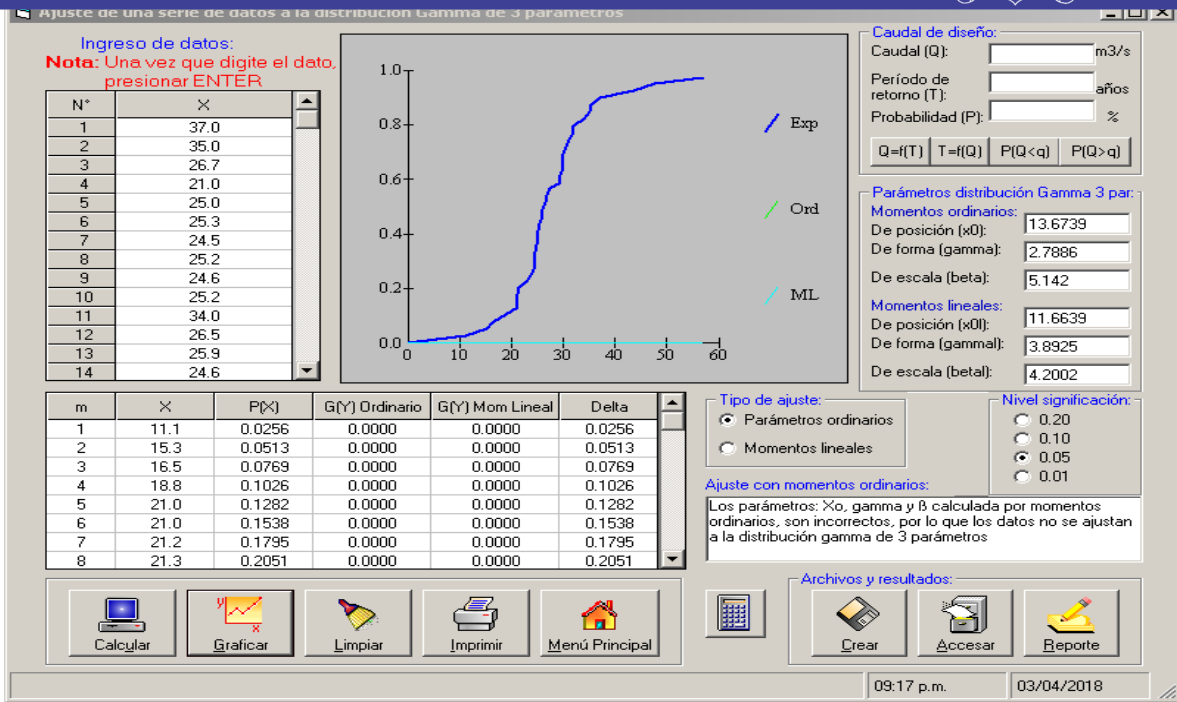 Ajuste de una serie de datos a la distribución Gamma de 3 parámetros
Ingreso de datos:
Nota: Una vez que digite el dato,
presionar ENTER
N° X
1 37.0
2 35.0
3 26.7
4 21.0
5 25.0
6 25.3
7 24.5
8 25.2
9 24.6
10 25.2
11 34.0
12 26.5
13 25.9
14 24.6
1.0
0.8
0.6
0.4
0.2
0.0
0 10 20 30 40 50 60
Exp
Ord
ML
Caudal de diseño:
Caudal (Q): m3/s
Período de
retorno (T): años
Probabilidad (P): %
Q=f(T) T=f(Q) P(Q<q) P(Q>q)
Parámetros distribución Gamma 3 par:
Momentos ordinarios:
De posición (x0): 13.6739
De forma (gamma): 2.7886
De escala (beta): 5.142
Momentos lineales:
De posición (x0l): 11.6639
De forma (gammal): 3.8925
De escala (betal): 4.2002
m X P(X) G(Y) Ordinario G(Y) Mom Lineal Delta
1 11.1 0.0256 0.0000 0.0000 0.0256
2 15.3 0.0513 0.0000 0.0000 0.0513
3 16.5 0.0769 0.0000 0.0000 0.0769
4 18.8 0.1026 0.0000 0.0000 0.1026
5 21.0 0.1282 0.0000 0.0000 0.1282
6 21.0 0.1538 0.0000 0.0000 0.1538
7 21.2 0.1795 0.0000 0.0000 0.1795
8 21.3 0.2051 0.0000 0.0000 0.2051
Tipo de ajuste:
Parámetros ordinarios
Momentos lineales
Nivel significación:
0.20
0.10
0.05
0.01
Ajuste con momentos ordinarios:
Los parámetros: Xo, gamma y ß calculada por momentos
ordinarios, son incorrectos, por lo que los datos no se ajustan
a la distribución gamma de 3 parámetros
Calcular Graficar Limpiar Imprimir Menú Principal
Archivos y resultados:
Crear Accesar Reporte
09:17 p.m. 03/04/2018